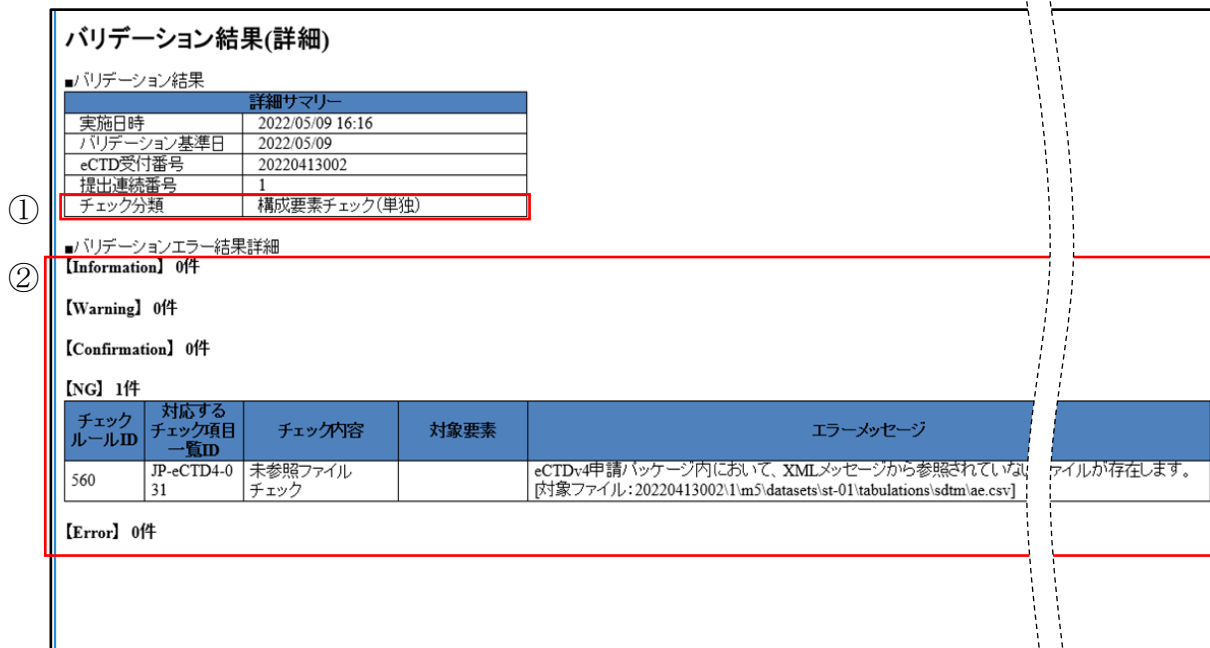 バリデーション結果(詳細)
■バリデーション結果
詳細サマリー
実施日時 2022/05/09 16:16
バリデーション基準日 2022/05/09
eCTD受付番号 20220413002
提出連続番号 1
① チェック分類 構成要素チェック(単独)
■バリデーションエラー結果詳細
② 【Information】 0件
【Warning】 0件
【Confirmation】 0件
【NG】 1件
チェック
ルールID
対応する
チェック項目
一覧ID
チェック内容
対象要素
エラーメッセージ
560
JP-eCTD4-0
31
未参照ファイル
チェック
eCTDv4申請パッケージ内において、XMLメッセージから参照されていな ァイルが存在します。
[対象ファイル:20220413002\1\m5\datasets\st-01\tabulations\sdtm\ae.csv]
【Error】 0件